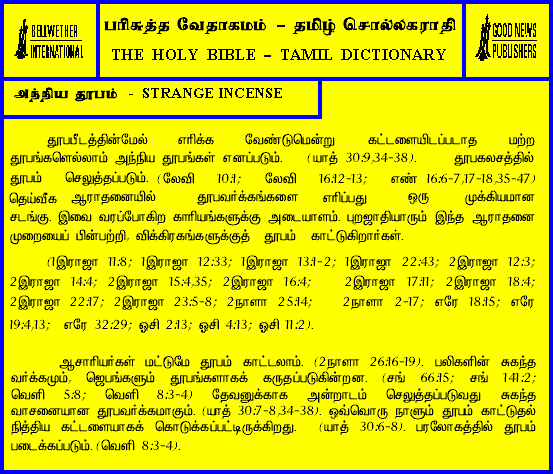 BELLWETHER
INTERNATIONAL
பரிசுத்த வேதாகமம் – தமிழ் சொல்லகராதி
THE HOLY BIBLE – TAMIL DICTIONARY
GOOD NEWS
PUBLISHERS
அந்நிய தூபம் - STRANGE INCENSE
தூபபீடத்தின்மேல் எரிக்க வேண்டுமென்று கட்டளையிடப்படாத மற்ற
தூபங்களெல்லாம் அந்நிய தூபங்கள் எனப்படும். (யாத் 30:9,34-38). தூபகலசத்தில்
தூபம் செலுத்தப்படும். (லேவி 10:1; லேவி 16:12-13; எண் 16:6-7,17-18,35-47)
தெய்வீக ஆராதனையில் தூபவர்க்கங்களை எரிப்பது ஒரு முக்கியமான
சடங்கு. இவை வரப்போகிற காரியங்களுக்கு அடையாளம். புறஜாதியாரும் இந்த ஆராதனை
முறையைப் பின்பற்றி, விக்கிரகங்களுக்குத் தூபம் காட்டுகிறார்கள்.
(1இராஜா 11:8; 1இராஜா 12:33; 1இராஜா 13:1-2; 1இராஜா 22:43; 2இராஜா 12:3;
2இராஜா 14:4; 2இராஜா 15:4,35; 2இராஜா 16:4; 2இராஜா 17:11; 2இராஜா 18:4;
2இராஜா 22:17; 2இராஜா 23:5-8; 2நாளா 25:14; 2நாளா 2-17; எரே 18:15; எரே
19:4,13; எரே 32:29; ஓசி 2:13; ஓசி 4:13; ஓசி 11:2).
ஆசாரியர்கள் மட்டுமே தூபம் காட்டலாம். (2நாளா 26:16-19). பலிகளின் சுகந்த
வர்க்கமும், ஜெபங்களும் தூபங்களாகக் கருதப்படுகின்றன. (சங் 66:15; சங் 141:2;
வெளி 5:8; வெளி 8:3-4) தேவனுக்காக அன்றாடம் செலுத்தப்படுவது சுகந்த
வாசனையான தூபவர்க்கமாகும். (யாத் 30:7-8,34-38). ஒவ்வொரு நாளும் தூபம் காட்டுதல்
நித்திய கட்டளையாகக் கொடுக்கப்பட்டிருக்கிறது. (யாத் 30:6-8). பரலோகத்தில் தூபம்
படைக்கப்படும். (வெளி 8:3-4).